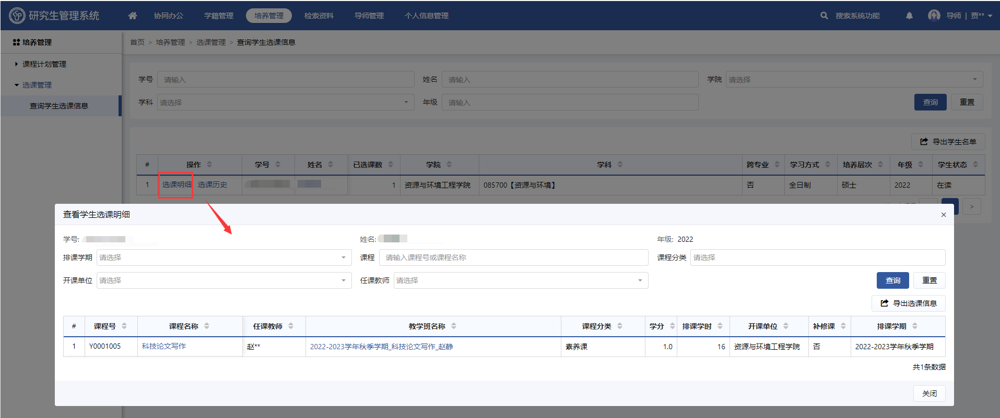 研究生管理系统 协同办公 学籍管理 培养管理 检索资料 导师管理 个人信息管理 搜索系统功能 导师 | 贾**
培养管理
课程计划管理
选课管理
查询学生选课信息
首页 > 培养管理 > 选课管理 > 查询学生选课信息
学号 请输入 姓名 请输入 学院 请选择
学科 请选择 年级 请输入 查询 重置
导出学生名单
# 操作 学号 姓名 已选课数 学院 学科 跨专业 学习方式 培养层次 年级 学生状态
1 选课明细 选课历史 1 资源与环境工程学院 085700【资源与环境】 否 全日制 硕士 2022 在读
>
查看学生选课明细 ×
学号: 姓名: 年级: 2022
排课学期 请选择 课程 请输入课程号或课程名称 课程分类 请选择
开课单位 请选择 任课教师 请选择 查询 重置
导出选课信息
# 课程号 课程名称 任课教师 教学班名称 课程分类 学分 排课学时 开课单位 补修课 排课学期
1 Y0001005 科技论文写作 赵** 2022-2023学年秋季学期_科技论文写作_赵静 素养课 1.0 16 资源与环境工程学院 否 2022-2023学年秋季学期
共1条数据
关闭